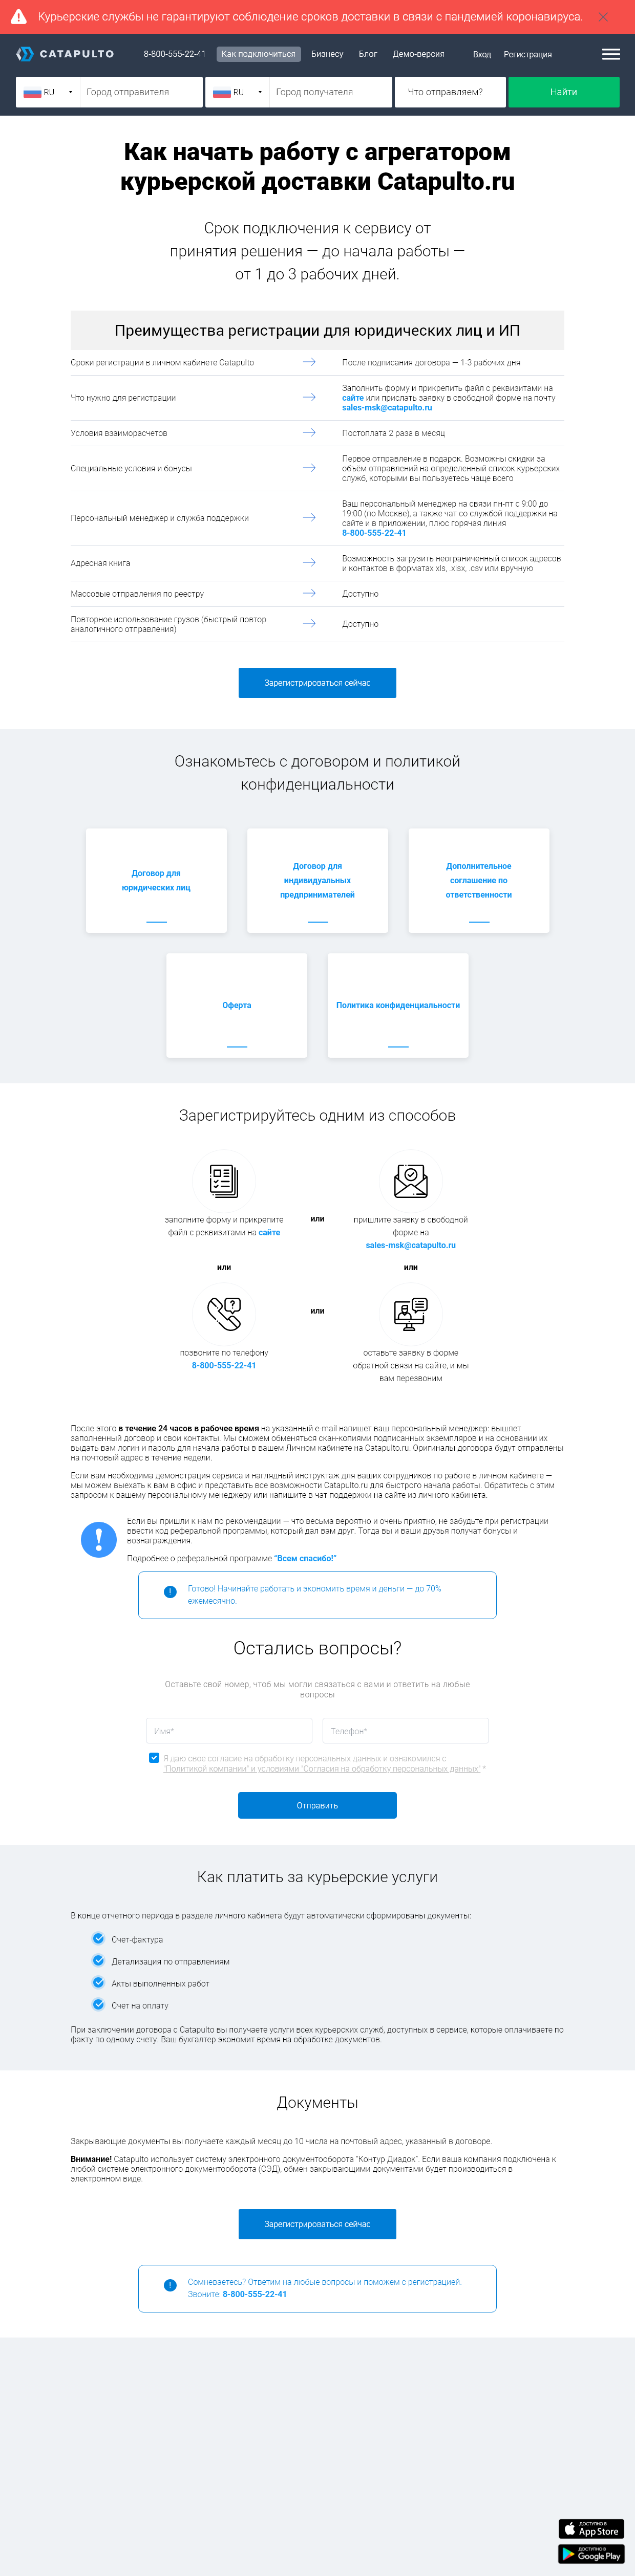 Курьерские службы не гарантируют соблюдение сроков доставки в связи с пандемией коронавируса.
CATAPULTO
8-800-555-22-41
Как подключиться
Бизнесу
Блог
Демо-версия
Вход
Регистрация
RU
Город отправителя
RU
Город получателя
Что отправляем?
Найти
Как начать работу с агрегатором
курьерской доставки Catapulto.ru
Срок подключения к сервису от
принятия решения — до начала работы —
от 1 до 3 рабочих дней.
Преимущества регистрации для юридических лиц и ИП
Сроки регистрации в личном кабинете Catapulto
После подписания договора — 1-3 рабочих дня
Что нужно для регистрации
Заполнить форму и прикрепить файл с реквизитами на
сайте или прислать заявку в свободной форме на почту
sales-msk@catapulto.ru
Условия взаиморасчетов
Постоплата 2 раза в месяц
Специальные условия и бонусы
Первое отправление в подарок. Возможны скидки за
объём отправлений на определенный список курьерских
служб, которыми вы пользуетесь чаще всего
Персональный менеджер и служба поддержки
Ваш персональный менеджер на связи пн-пт с 9:00 до
19:00 (по Москве), а также чат со службой поддержки на
сайте и в приложении, плюс горячая линия
8-800-555-22-41
Адресная книга
Возможность загрузить неограниченный список адресов
и контактов в форматах xls, .xlsx, .csv или вручную
Массовые отправления по реестру
Доступно
Повторное использование грузов (быстрый повтор
аналогичного отправления)
Доступно
Зарегистрироваться сейчас
Ознакомьтесь с договором и политикой
конфиденциальности
Договор для
юридических лиц
Договор для
индивидуальных
предпринимателей
Дополнительное
соглашение по
ответственности
Оферта
Политика конфиденциальности
Зарегистрируйтесь одним из способов
заполните форму и прикрепите
файл с реквизитами на сайте
или
пришлите заявку в свободной
форме на
sales-msk@catapulto.ru
или
или
позвоните по телефону
8-800-555-22-41
или
оставьте заявку в форме
обратной связи на сайте, и мы
вам перезвоним
После этого в течение 24 часов в рабочее время на указанный e-mail напишет ваш персональный менеджер: вышлет
заполненный договор и свои контакты. Мы сможем обменяться скан-копиями подписанных экземпляров и на основании их
выдать вам логин и пароль для начала работы в вашем Личном кабинете на Catapulto.ru. Оригиналы договора будут отправлены
на почтовый адрес в течение недели.
Если вам необходима демонстрация сервиса и наглядный инструктаж для ваших сотрудников по работе в личном кабинете —
мы можем выехать к вам в офис и представить все возможности Catapulto.ru для быстрого начала работы. Обратитесь с этим
запросом к вашему персональному менеджеру или напишите в чат поддержки на сайте из личного кабинета.
Если вы пришли к нам по рекомендации — что весьма вероятно и очень приятно, не забудьте при регистрации
ввести код реферальной программы, который дал вам друг. Тогда вы и ваши друзья получат бонусы и
вознаграждения.
Подробнее о реферальной программе "Всем спасибо!"
Готово! Начинайте работать и экономить время и деньги — до 70%
ежемесячно.
Остались вопросы?
Оставьте свой номер, чтоб мы могли связаться с вами и ответить на любые
вопросы
Имя*
Телефон*
Я даю свое согласие на обработку персональных данных и ознакомился с
"Политикой компании" и условиями "Согласия на обработку персональных данных" *
Отправить
Как платить за курьерские услуги
В конце отчетного периода в разделе личного кабинета будут автоматически сформированы документы:
Счет-фактура
Детализация по отправлениям
Акты выполненных работ
Счет на оплату
При заключении договора с Catapulto вы получаете услуги всех курьерских служб, доступных в сервисе, которые оплачиваете по
факту по одному счету. Ваш бухгалтер экономит время на обработке документов.
Документы
Закрывающие документы вы получаете каждый месяц до 10 числа на почтовый адрес, указанный в договоре.
Внимание! Catapulto использует систему электронного документооборота "Контур Диадок". Если ваша компания подключена к
любой системе электронного документооборота (СЭД), обмен закрывающими документами будет производиться в
электронном виде.
Зарегистрироваться сейчас
Сомневаетесь? Ответим на любые вопросы и поможем с регистрацией.
Звоните: 8-800-555-22-41
ДОСТУПНО В
App Store
ДОСТУПНО В
Google Play